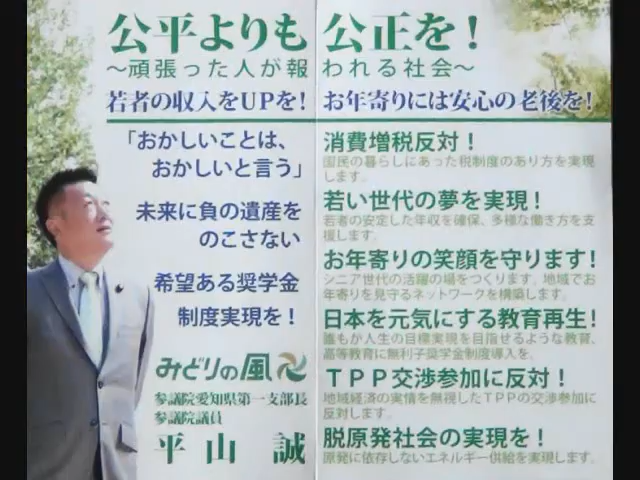 公平よりも 公正を！
～頑張った人が報われる社会～
若者の収入をUPを！ お年寄りには安心の老後を！
「おかしいことは、
おかしいと言う」
未来に負の遺産を
のこさない
希望ある奨学金
制度実現を！
みどりの風
参議院愛知県第一支部長
参議院議員
平山 誠
消費増税反対！
国民の暮らしにあった税制度のあり方を実現
します。
若い世代の夢を実現！
若者の安定した年収を確保、多様な働き方を支
援します。
お年寄りの笑顔を守ります！
シニア世代の活躍の場をつくります。地域でお
年寄りを見守るネットワークを構築します。
日本を元気にする教育再生！
誰もが人生の目標実現を目指せるような教育、
高等教育に無利子奨学金制度導入を。
ＴＰＰ交渉参加に反対！
地域経済の実情を無視したＴＰＰの交渉参加に
反対します。
脱原発社会の実現を！
原発に依存しないエネルギー供給を実現します。